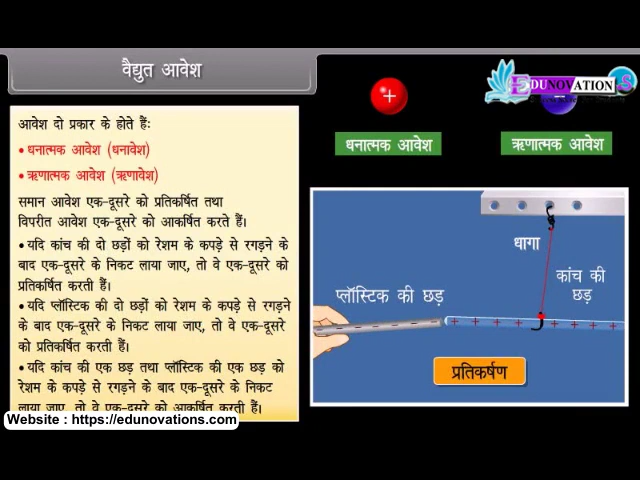 वैद्युत आवेश
EDUNOVATIONS
आवेश दो प्रकार के होते हैंः
• धनात्मक आवेश (धनावेश)
• ऋणात्मक आवेश (ऋणावेश)
समान आवेश एक-दूसरे को प्रतिकर्षित तथा
विपरीत आवेश एक-दूसरे को आकर्षित करते हैं।
• यदि कांच की दो छड़ों को रेशम के कपड़े से रगड़ने के
बाद एक-दूसरे के निकट लाया जाए, तो वे एक-दूसरे को
प्रतिकर्षित करती हैं।
• यदि प्लॉस्टिक की दो छड़ों को रेशम के कपड़े से रगड़ने
के बाद एक-दूसरे के निकट लाया जाए, तो वे एक-दूसरे
को प्रतिकर्षित करती हैं।
• यदि कांच की एक छड़ तथा प्लॉस्टिक की एक छड़ को
रेशम के कपड़े से रगड़ने के बाद एक-दूसरे के निकट
लाया जाए, तो वे एक-दूसरे को आकर्षित करती हैं।
Website : https://edunovations.com
धनात्मक आवेश
ऋणात्मक आवेश
धागा
कांच की
छड़
प्लॉस्टिक की छड़
प्रतिकर्षण